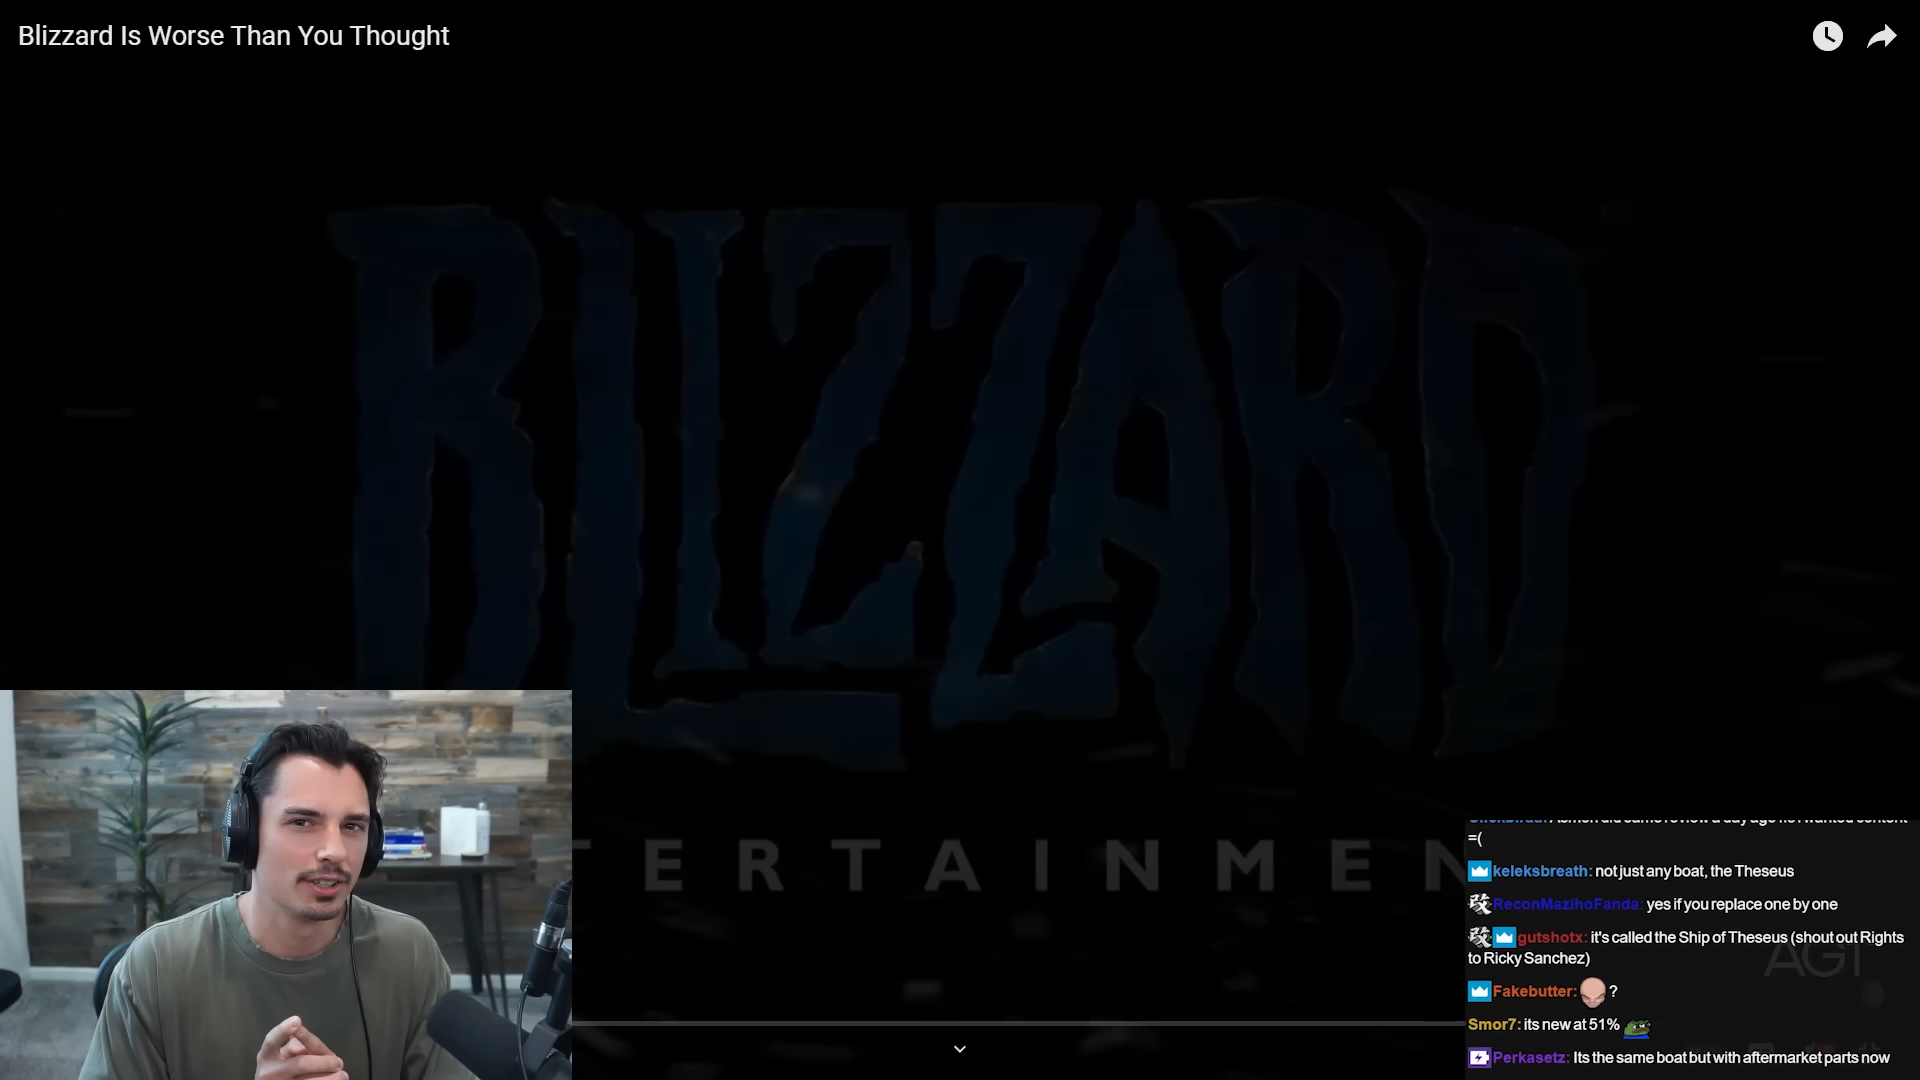 Blizzard Is Worse Than You Thought
BLIZZARD
TERTAINMEN
=(
keleksbreath: not just any boat, the Theseus
ReconMazihoFanda: yes if you replace one by one
gutshotx: it's called the Ship of Theseus (shout out Rights
to Ricky Sanchez)
AGI
Fakebutter: ?
Smor7: its new at 51%
Perkasetz: Its the same boat but with aftermarket parts now